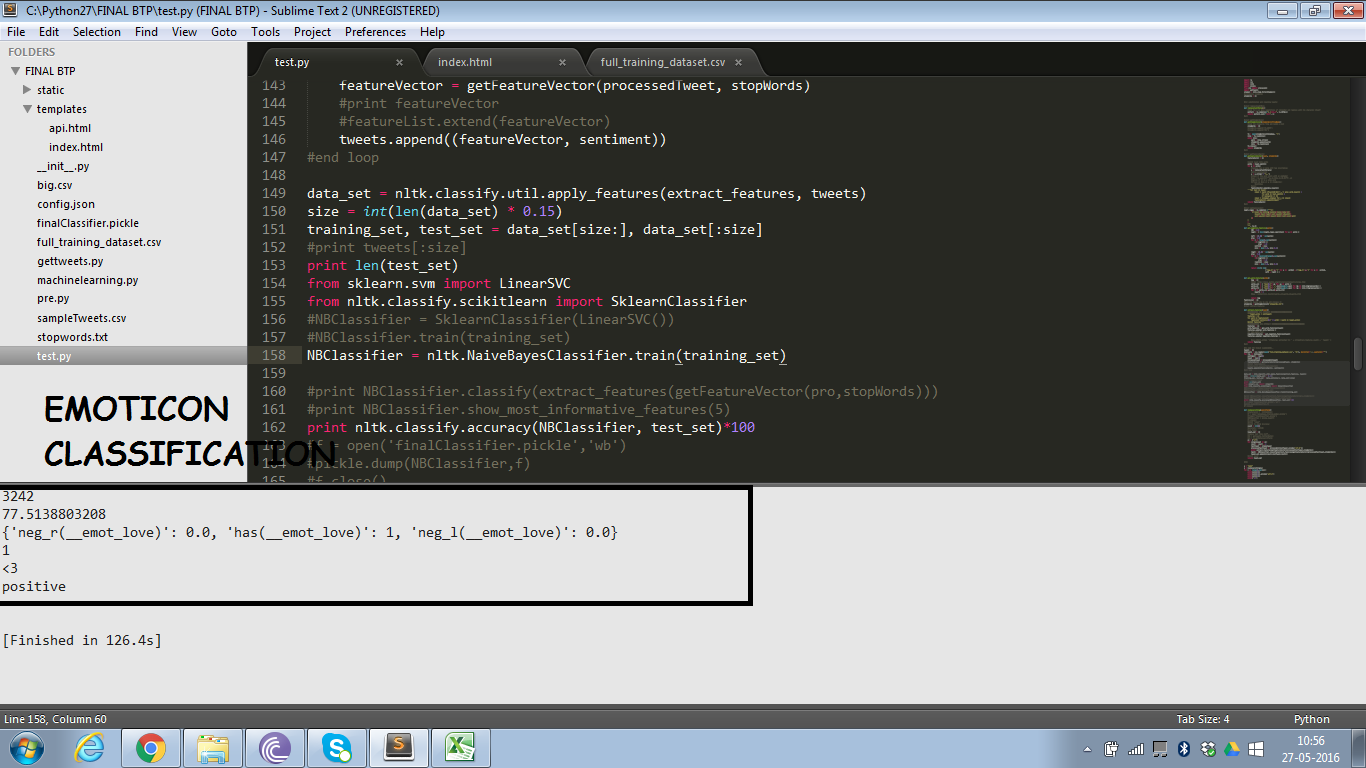 C:\Python27\FINAL BTP\test.py (FINAL BTP) - Sublime Text 2 (UNREGISTERED)
File Edit Selection Find View Goto Tools Project Preferences Help
FOLDERS
FINAL BTP
static
templates
api.html
index.html
__init__.py
big.csv
config.json
finalClassifier.pickle
full_training_dataset.csv
gettweets.py
machinelearning.py
pre.py
sampleTweets.csv
stopwords.txt
test.py
EMOTICON
CLASSIFICATION
test.py × index.html × full_training_dataset.csv ×
143 featureVector = getFeatureVector(processedTweet, stopWords)
144 #print featureVector
145 #featureList.extend(featureVector)
146 tweets.append((featureVector, sentiment))
147 #end loop
148
149 data_set = nltk.classify.util.apply_features(extract_features, tweets)
150 size = int(len(data_set) * 0.15)
151 training_set, test_set = data_set[size:], data_set[:size]
152 #print tweets[:size]
153 print len(test_set)
154 from sklearn.svm import LinearSVC
155 from nltk.classify.scikitlearn import SklearnClassifier
156 #NBClassifier = SklearnClassifier(LinearSVC())
157 #NBClassifier.train(training_set)
158 NBClassifier = nltk.NaiveBayesClassifier.train(training_set)
159
160 #print NBClassifier.classify(extract_features(getFeatureVector(pro,stopWords)))
161 #print NBClassifier.show_most_informative_features(5)
162 print nltk.classify.accuracy(NBClassifier, test_set)*100
163 #f = open('finalClassifier.pickle','wb')
164 #pickle.dump(NBClassifier,f)
165 #f.close()
3242
77.5138803208
{'neg_r(__emot_love)': 0.0, 'has(__emot_love)': 1, 'neg_l(__emot_love)': 0.0}
1
<3
positive
[Finished in 126.4s]
Line 158, Column 60 Tab Size: 4 Python
10:56
27-05-2016